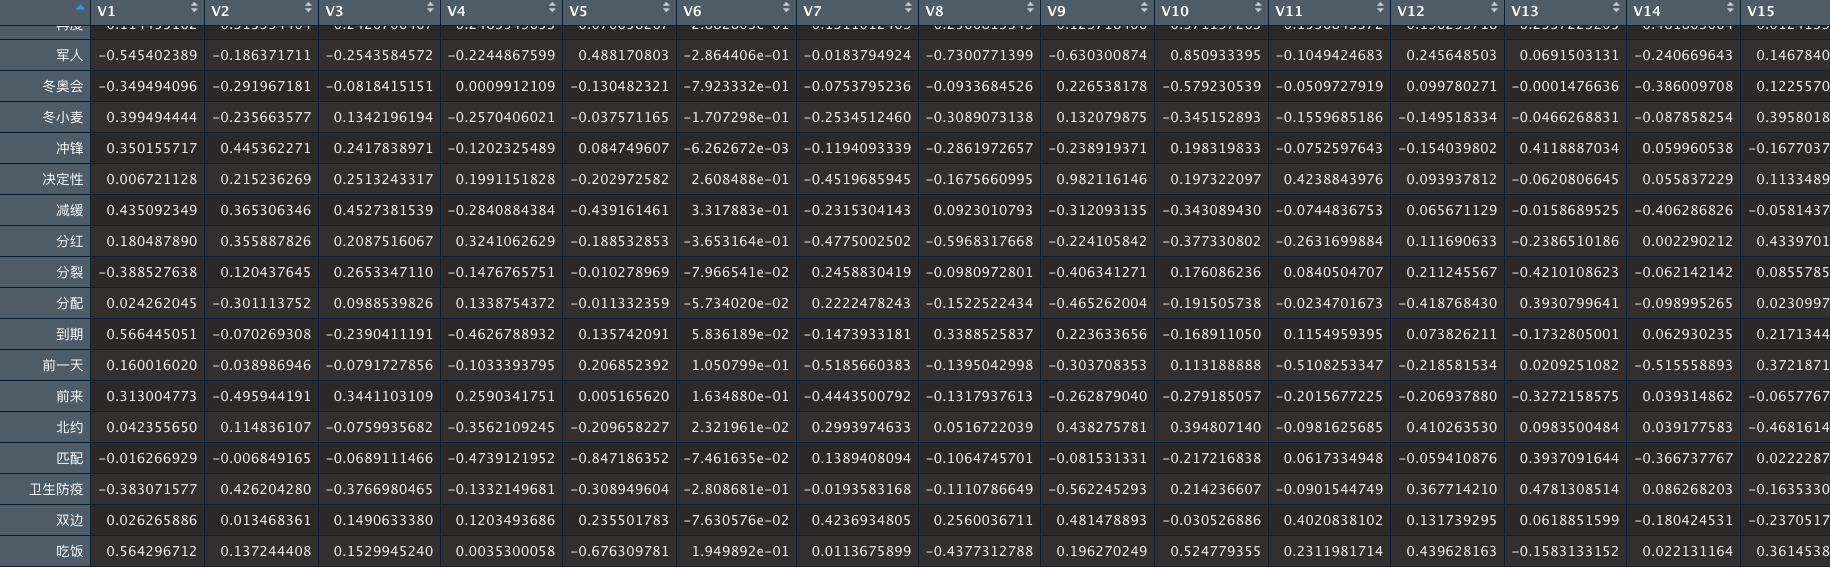 V1 V2 V3 V4 V5 V6 V7 V8 V9 V10 V11 V12 V13 V14 V15
军人 −0.545402389 −0.186371711 −0.2543584572 −0.2244867599 0.488170803 −2.864406e−01 −0.0183794924 −0.7300771399 −0.630300874 0.850933395 −0.1049424683 0.245648503 0.0691503131 −0.240669643 0.1467840
冬奥会 −0.349494096 −0.291967181 −0.0818415151 0.0009912109 −0.130482321 −7.923332e−01 −0.0753795236 −0.0933684526 0.226538178 −0.579230539 −0.0509727919 0.099780271 −0.0001476636 −0.386009708 0.1225570
冬小麦 0.399494444 −0.235663577 0.1342196194 −0.2570406021 −0.037571165 −1.707298e−01 −0.2534512460 −0.3089073138 0.132079875 −0.345152893 −0.1559685186 −0.149518334 −0.0466268831 −0.087858254 0.3958018
冲锋 0.350155717 0.445362271 0.2417838971 −0.1202325489 0.084749607 −6.262672e−03 −0.1194093339 −0.2861972657 −0.238919371 0.198319833 −0.0752597643 −0.154039802 0.4118887034 0.059960538 −0.1677037
决定性 0.006721128 0.215236269 0.2513243317 0.1991151828 −0.202972582 2.608488e−01 −0.4519685945 −0.1675660995 0.982116146 0.197322097 0.4238843976 0.093937812 −0.0620806645 0.055837229 0.1133489
减缓 0.435092349 0.365306346 0.4527381539 −0.2840884384 −0.439161461 3.317883e−01 −0.2315304143 0.0923010793 −0.312093135 −0.343089430 −0.0744836753 0.065671129 −0.0158689525 −0.406286826 −0.0581437
分红 0.180487890 0.355887826 0.2087516067 0.3241062629 −0.188532853 −3.653164e−01 −0.4775002502 −0.5968317668 −0.224105842 −0.377330802 −0.2631699884 0.111690633 −0.2386510186 0.002290212 0.4339701
分裂 −0.388527638 0.120437645 0.2653347110 −0.1476765751 −0.010278969 −7.966541e−02 0.2458830419 −0.0980972801 −0.406341271 0.176086236 0.0840504707 0.211245567 −0.4210108623 −0.062142142 0.0855785
分配 0.024262045 −0.301113752 0.0988539826 0.1338754372 −0.011332359 −5.734020e−02 0.2222478243 −0.1522522434 −0.465262004 −0.191505738 −0.0234701673 −0.418768430 0.3930799641 −0.098995265 0.0230997
到期 0.566445051 −0.070269308 −0.2390411191 −0.4626788932 0.135742091 5.836189e−02 −0.1473933181 0.3388525837 0.223633656 −0.168911050 0.1154959395 0.073826211 −0.1732805001 0.062930235 0.2171344
前一天 0.160016020 −0.038986946 −0.0791727856 −0.1033393795 0.206852392 1.050799e−01 −0.5185660383 −0.1395042998 −0.303708353 0.113188888 −0.5108253347 −0.218581534 0.0209251082 −0.515558893 0.3721871
前来 0.313004773 −0.495944191 0.3441103109 0.2590341751 0.005165620 1.634880e−01 −0.4443500792 −0.1317937613 −0.262879040 −0.279185057 −0.2015677225 −0.206937880 −0.3272158575 0.039314862 −0.0657767
北约 0.042355650 0.114836107 −0.0759935682 −0.3562109245 −0.209658227 2.321961e−02 0.2993974633 0.0516722039 0.438275781 0.394807140 −0.0981625685 0.410263530 0.0983500484 0.039177583 −0.4681614
匹配 −0.016266929 −0.006849165 −0.0689111466 −0.4739121952 −0.847186352 −7.461635e−02 0.1389408094 −0.1064745701 −0.081531331 −0.217216838 0.0617334948 −0.059410876 0.3937091644 −0.366737767 0.0222287
卫生防疫 −0.383071577 0.426204280 −0.3766980465 −0.1332149681 −0.308949604 −2.808681e−01 −0.0193583168 −0.1110786649 −0.562245293 0.214236607 −0.0901544749 0.367714210 0.4781308514 0.086268203 −0.1635330
双边 0.026265886 0.013468361 0.1490633380 0.1203493686 0.235501783 −7.630576e−02 0.4236934805 0.2560036711 0.481478893 −0.030526886 0.4020838102 0.131739295 0.0618851599 −0.180424531 −0.2370517
吃饭 0.564296712 0.137244408 0.1529945240 0.0035300058 −0.676309781 1.949892e−01 0.0113675899 −0.4377312788 0.196270249 0.524779355 0.2311981714 0.439628163 −0.1583133152 0.022131164 0.3614538